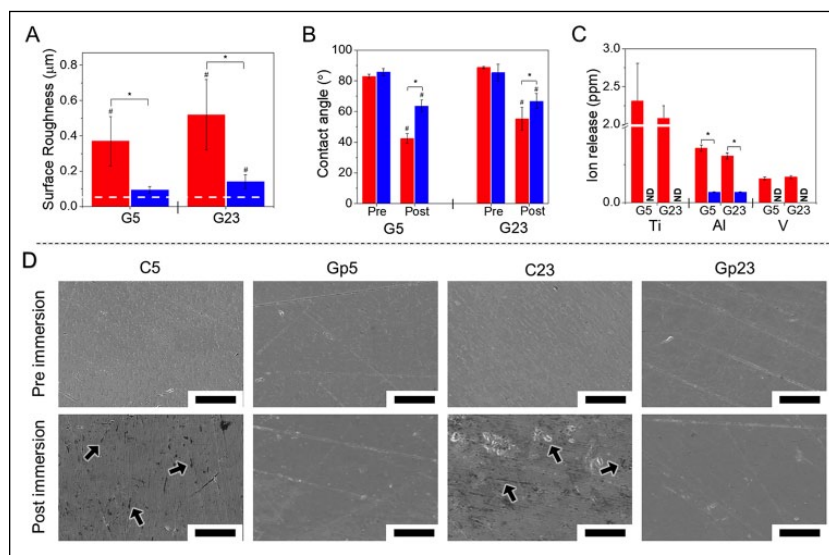 A
Surface Roughness (μm)
0.8
0.6
0.4
0.2
0.0
#
*
#
*
#
G5
G23
B
Contact angle (°)
100
80
60
40
20
0
*
#
#
*
#
#
Pre
Post
Pre
Post
G5
G23
C
Ion release (ppm)
2.5
2.0
0.5
0.0
*
*
ND
ND
ND
ND
G5 G23
G5 G23
G5 G23
Ti
Al
V
D
C5
Gp5
C23
Gp23
Pre immersion
Post immersion